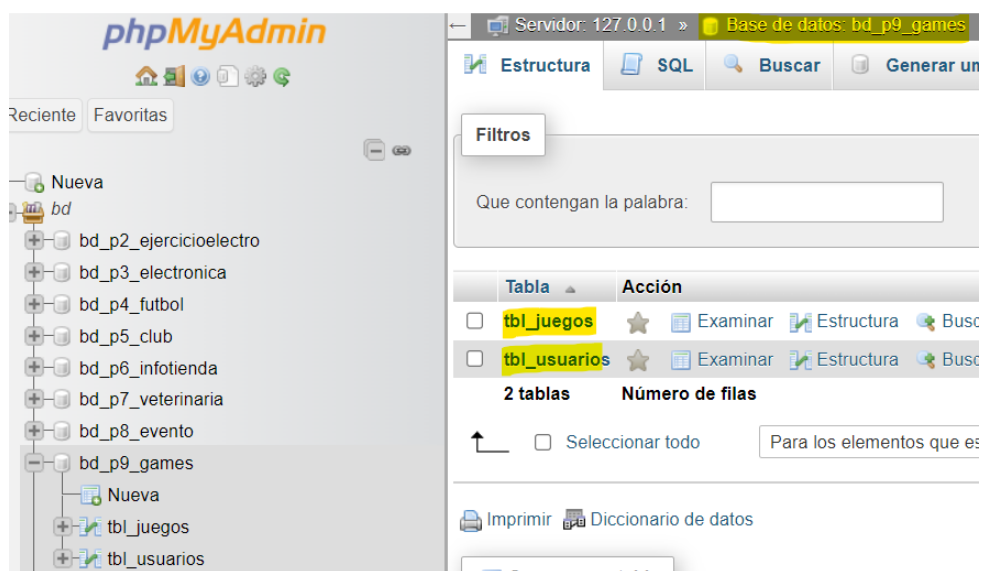 phpMyAdmin
Reciente Favoritas
Nueva
bd
bd_p2_ejercicioelectro
bd_p3_electronica
bd_p4_futbol
bd_p5_club
bd_p6_infotienda
bd_p7_veterinaria
bd_p8_evento
bd_p9_games
Nueva
tbl_juegos
tbl_usuarios
← Servidor: 127.0.0.1 » Base de datos: bd_p9_games
Estructura SQL Buscar Generar un
Filtros
Que contengan la palabra:
Tabla Acción
tbl_juegos Examinar Estructura Busc
tbl_usuarios Examinar Estructura Busc
2 tablas Número de filas
Seleccionar todo Para los elementos que es
Imprimir Diccionario de datos